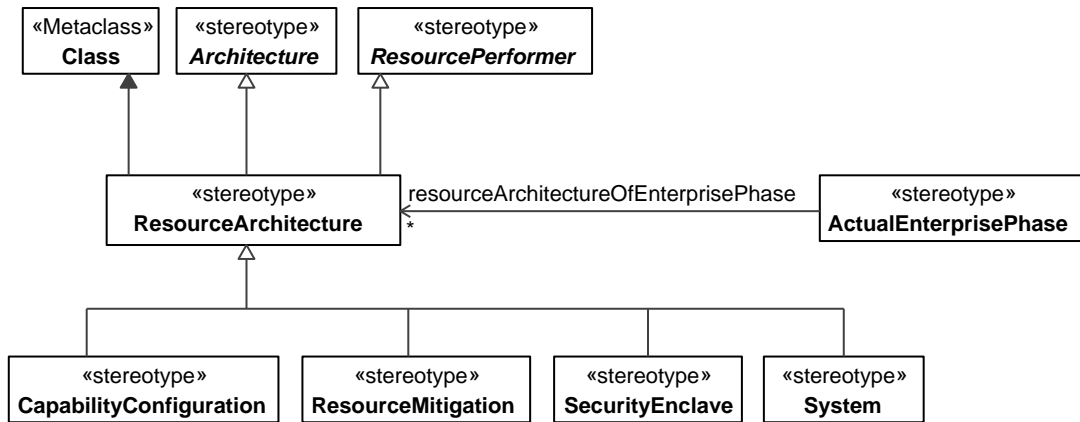 «Metaclass»
Class
«stereotype»
Architecture
«stereotype»
ResourcePerformer
«stereotype»
ResourceArchitecture
resourceArchitectureOfEnterprisePhase
*
«stereotype»
ActualEnterprisePhase
«stereotype»
CapabilityConfiguration
«stereotype»
ResourceMitigation
«stereotype»
SecurityEnclave
«stereotype»
System